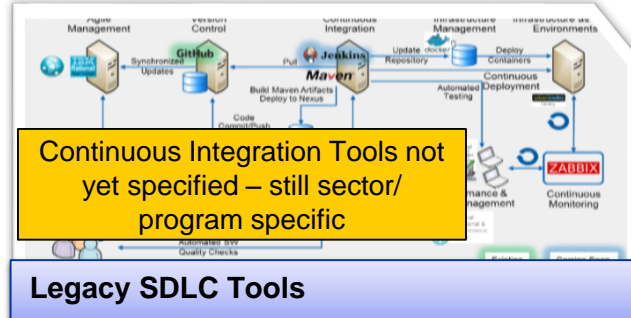 Agile
Management
Version
Control
Continuous
Integration
Infrastructure
Management
Infrastructure as
Environments
GitHub
Synchronized
Updates
Pull
Jenkins
Maven
Update
Repository
docker
Deploy
Containers
Build Maven Artifacts
Deploy to Nexus
Automated
Testing
Continuous
Deployment
Code
Commit/Push
Continuous Integration Tools not
yet specified – still sector/
program specific
ZABBIX
Continuous
Monitoring
Automated SW
Quality Checks
Legacy SDLC Tools